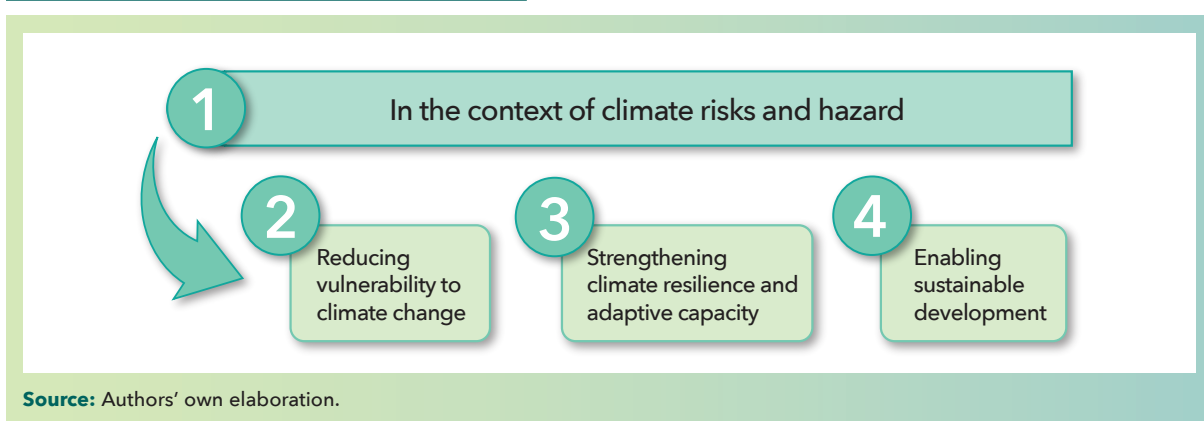 1
In the context of climate risks and hazard
2
Reducing
vulnerability to
climate change
3
Strengthening
climate resilience and
adaptive capacity
4
Enabling
sustainable
development
Source: Authors’ own elaboration.